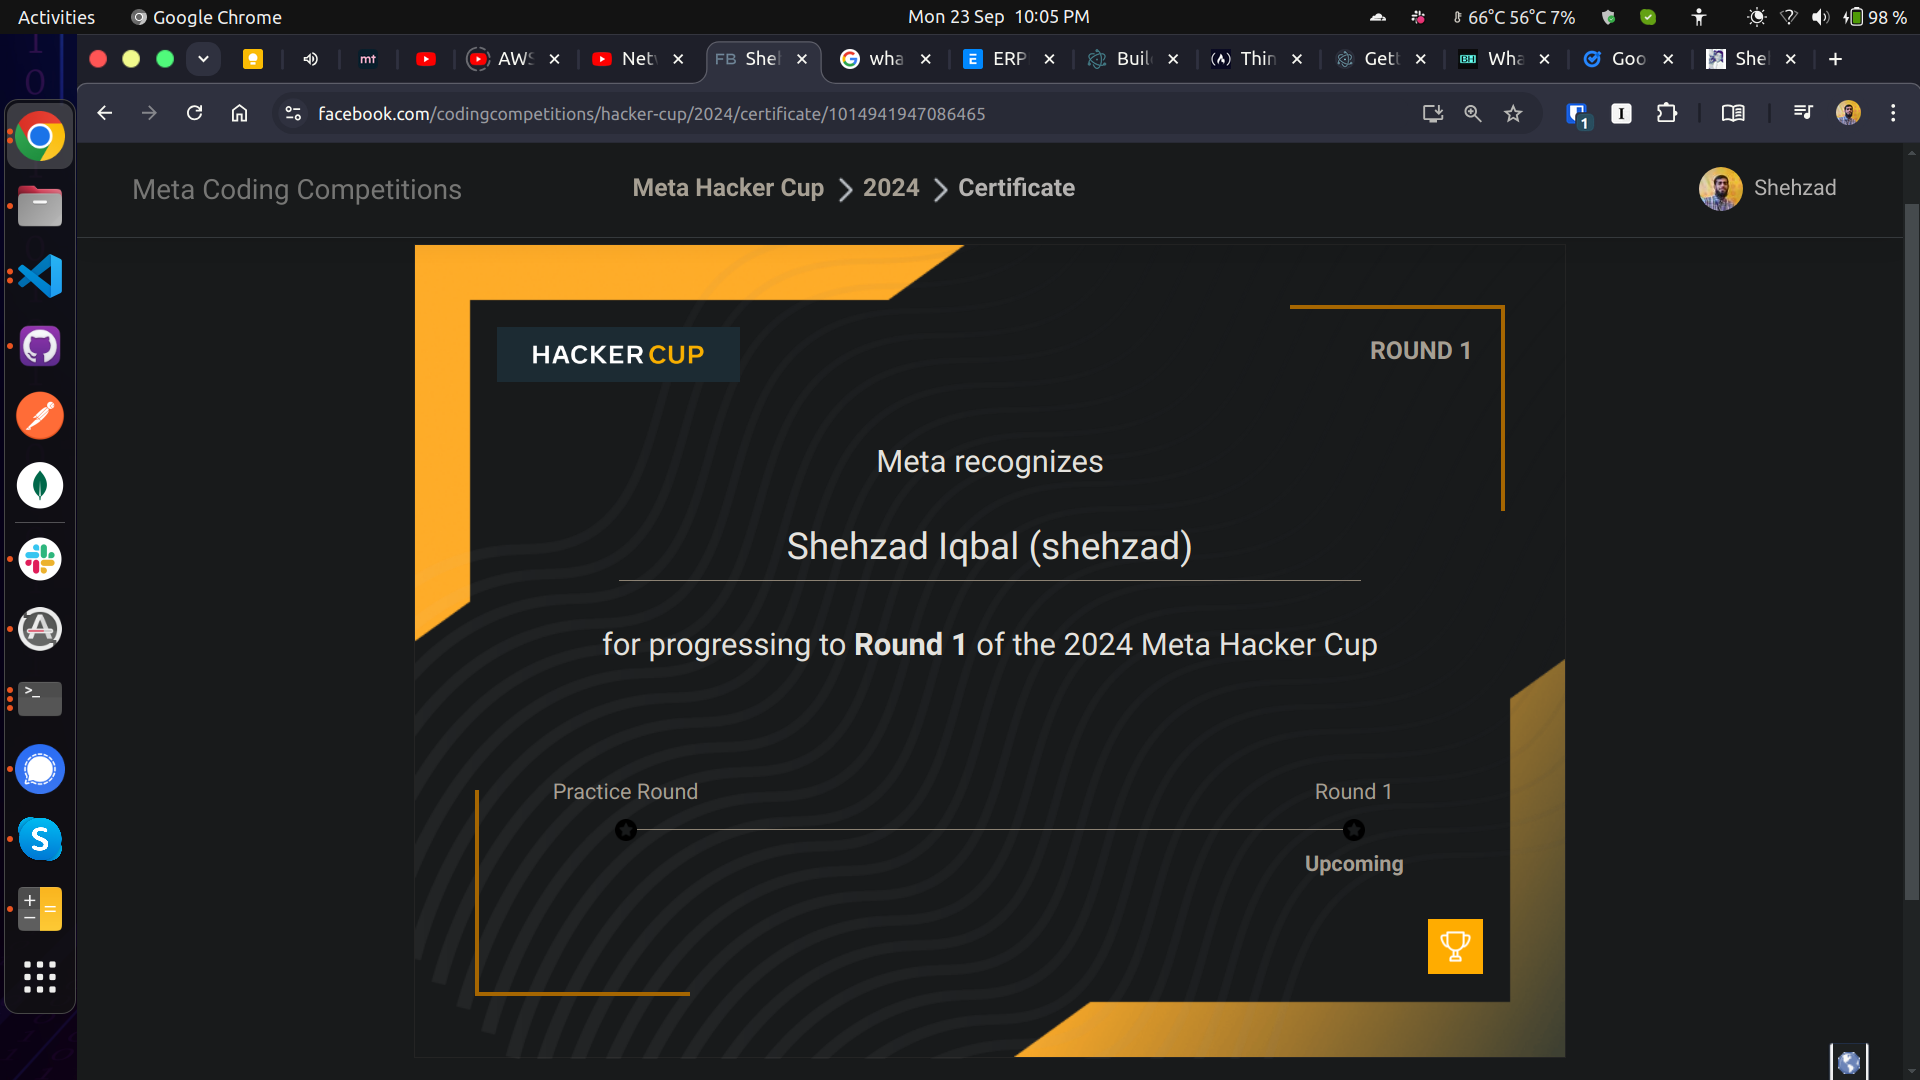 Activities
Google Chrome
Mon 23 Sep 10:05 PM
66°C 56°C 7%
98 %
mt
AWS
Net
FB Shel
wha
ERP
Buil
Thin
Gett
BH Wha
Goo
Shel
facebook.com/codingcompetitions/hacker-cup/2024/certificate/1014941947086465
1
Meta Coding Competitions
Meta Hacker Cup
2024
Certificate
Shehzad
HACKER CUP
ROUND 1
Meta recognizes
Shehzad Iqbal (shehzad)
for progressing to Round 1 of the 2024 Meta Hacker Cup
Practice Round
Round 1
Upcoming